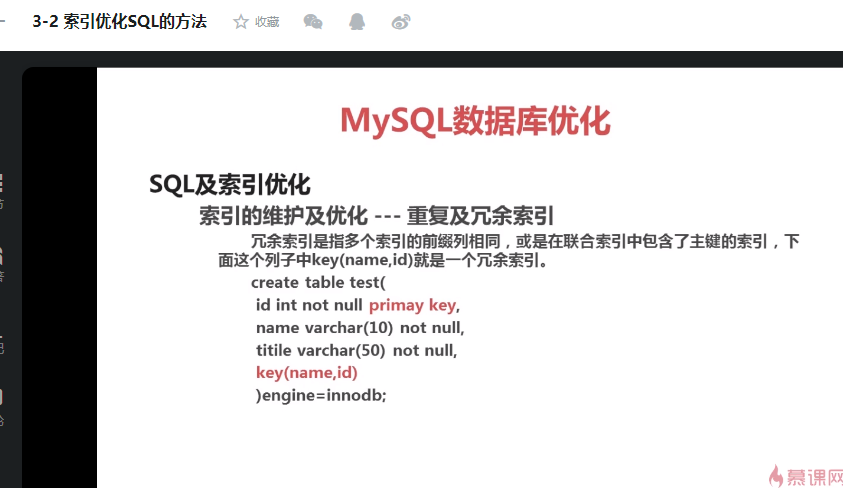 3-2 索引优化SQL的方法
收藏
MySQL数据库优化
SQL及索引优化
索引的维护及优化 --- 重复及冗余索引
冗余索引是指多个索引的前缀列相同，或是在联合索引中包含了主键的索引，下
面这个列子中key(name,id)就是一个冗余索引。
create table test(
id int not null primay key,
name varchar(10) not null,
titile varchar(50) not null,
key(name,id)
)engine=innodb;
慕课网